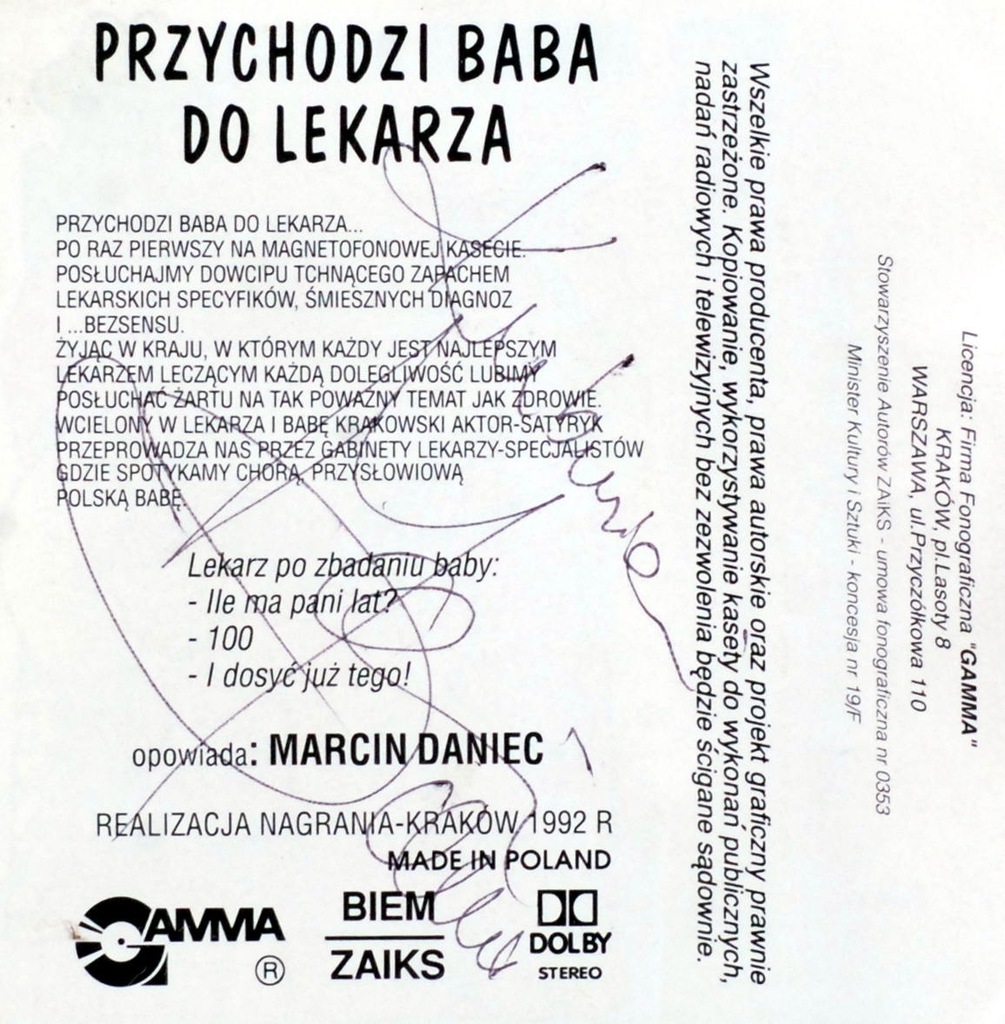 PRZYCHODZI BABA
DO LEKARZA
PRZYCHODZI BABA DO LEKARZA...
PO RAZ PIERWSZY NA MAGNETOFONOWEJ KASECIE.
POSŁUCHAJMY DOWCIPU TCHNĄCEGO ZAPACHEM
LEKARSKICH SPECYFIKÓW, ŚMIESZNYCH DIAGNOZ
I ...BEZSENSU.
ŻYJĄC W KRAJU, W KTÓRYM KAŻDY JEST NAJLEPSZYM
LEKARZEM LECZĄCYM KAŻDĄ DOLEGLIWOŚĆ LUBIMY
POSŁUCHAĆ ŻARTU NA TAK POWAŻNY TEMAT JAK ZDROWIE.
WCIELONY W LEKARZA I BABĘ KRAKOWSKI AKTOR-SATYRYK
PRZEPROWADZA NAS PRZEZ GABINETY LEKARZY-SPECJALISTÓW
GDZIE SPOTYKAMY CHORĄ, PRZYSŁOWIOWĄ
POLSKĄ BABĘ.
Lekarz po zbadaniu baby:
- Ile ma pani lat?
- 100
- I dosyć już tego!
opowiada: MARCIN DANIEC
REALIZACJA NAGRANIA-KRAKÓW 1992 R
MADE IN POLAND
GAMMA
®
BIEM
ZAIKS
DOLBY
STEREO
Wszelkie prawa producenta, prawa autorskie oraz projekt graficzny prawnie
zastrzeżone. Kopiowanie, wykorzystywanie kasety do wykonań publicznych,
nadań radiowych i telewizyjnych bez zezwolenia będzie ścigane sądownie.
Licencja: Firma Fonograficzna "GAMMA"
KRAKÓW, pl.Lasoty 8
WARSZAWA, ul.Przyczółkowa 110
Stowarzyszenie Autorów ZAIKS - umowa fonograficzna nr 0353
Minister Kultury i Sztuki - koncesja nr 19/F